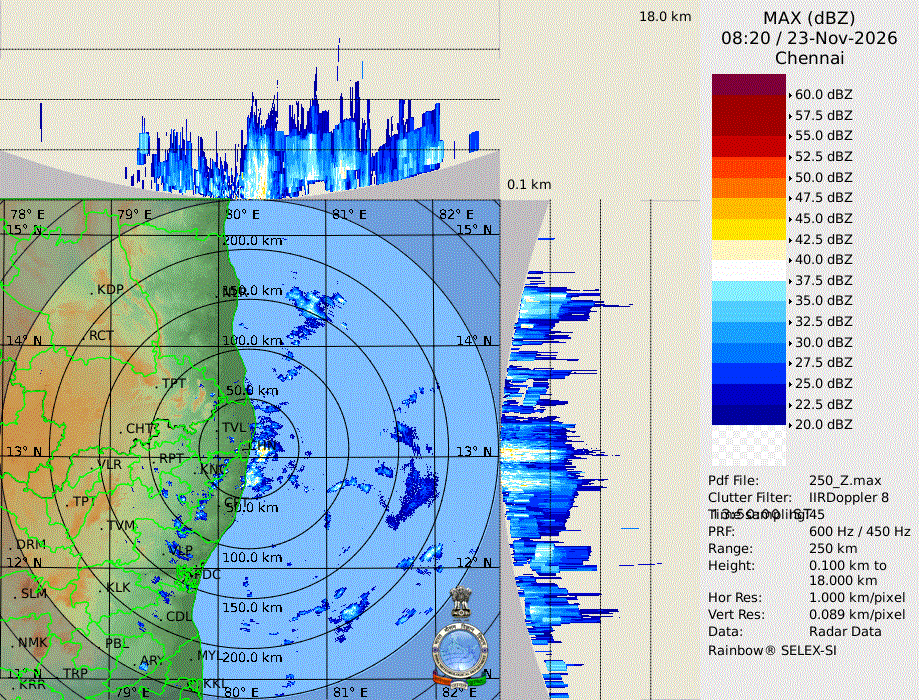 18.0 km
MAX (dBZ)
08:20 / 23-Nov-2026
Chennai
60.0 dBZ
57.5 dBZ
55.0 dBZ
52.5 dBZ
50.0 dBZ
47.5 dBZ
45.0 dBZ
42.5 dBZ
40.0 dBZ
37.5 dBZ
35.0 dBZ
32.5 dBZ
30.0 dBZ
27.5 dBZ
25.0 dBZ
22.5 dBZ
20.0 dBZ
0.1 km
78° E 79° E 80° E 81° E 82° E
15° N 15° N
200.0 km
KDP
150.0 km
RCT
14° N 100.0 km 14° N
TPT
50.0 km
CHT TVL
13° N 13° N
VLR RPT KNC
TPT
50.0 km
TVM
DRM
100.0 km
12° N 12° N
PDC
SLM KLK
150.0 km
CDL
NMK PBL
ARY MYL 200.0 km
TRP
KRR KKL
79° E 80° E 81° E 82° E
Pdf File: 250_Z.max
Clutter Filter: IIRDoppler 8
Time sampling: 45
PRF: 600 Hz / 450 Hz
Range: 250 km
Height: 0.100 km to
18.000 km
Hor Res: 1.000 km/pixel
Vert Res: 0.089 km/pixel
Data: Radar Data
Rainbow® SELEX-SI